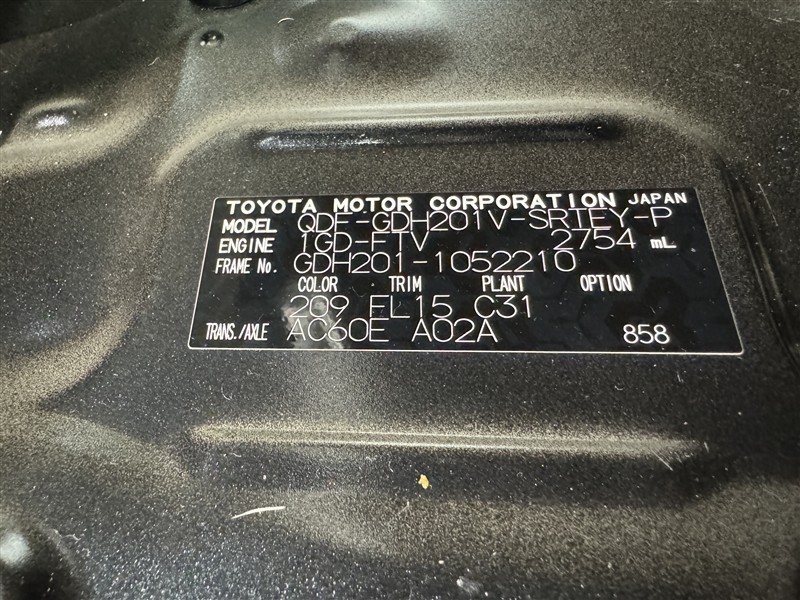 TOYOTA MOTOR CORPORATION JAPAN
MODEL QDF-GDH201V-SRTEY-P
ENGINE 1GD-FTV 2754 mL
FRAME No. GDH201-1052210
COLOR TRIM PLANT OPTION
209 FL15 C31
TRANS./AXLE AC60E A02A 858